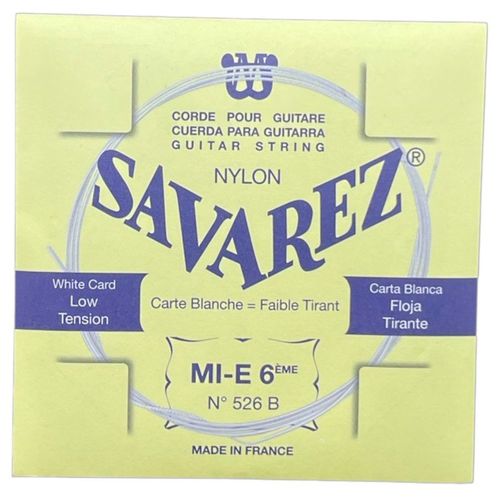 CORDE POUR GUITARE
CUERDA PARA GUITARRA
GUITAR STRING
NYLON
SAVAREZ®
White Card
Low
Tension
Carte Blanche = Faible Tirant
Carta Blanca
Floja
Tirante
MI-E 6ÈME
N° 526 B
MADE IN FRANCE